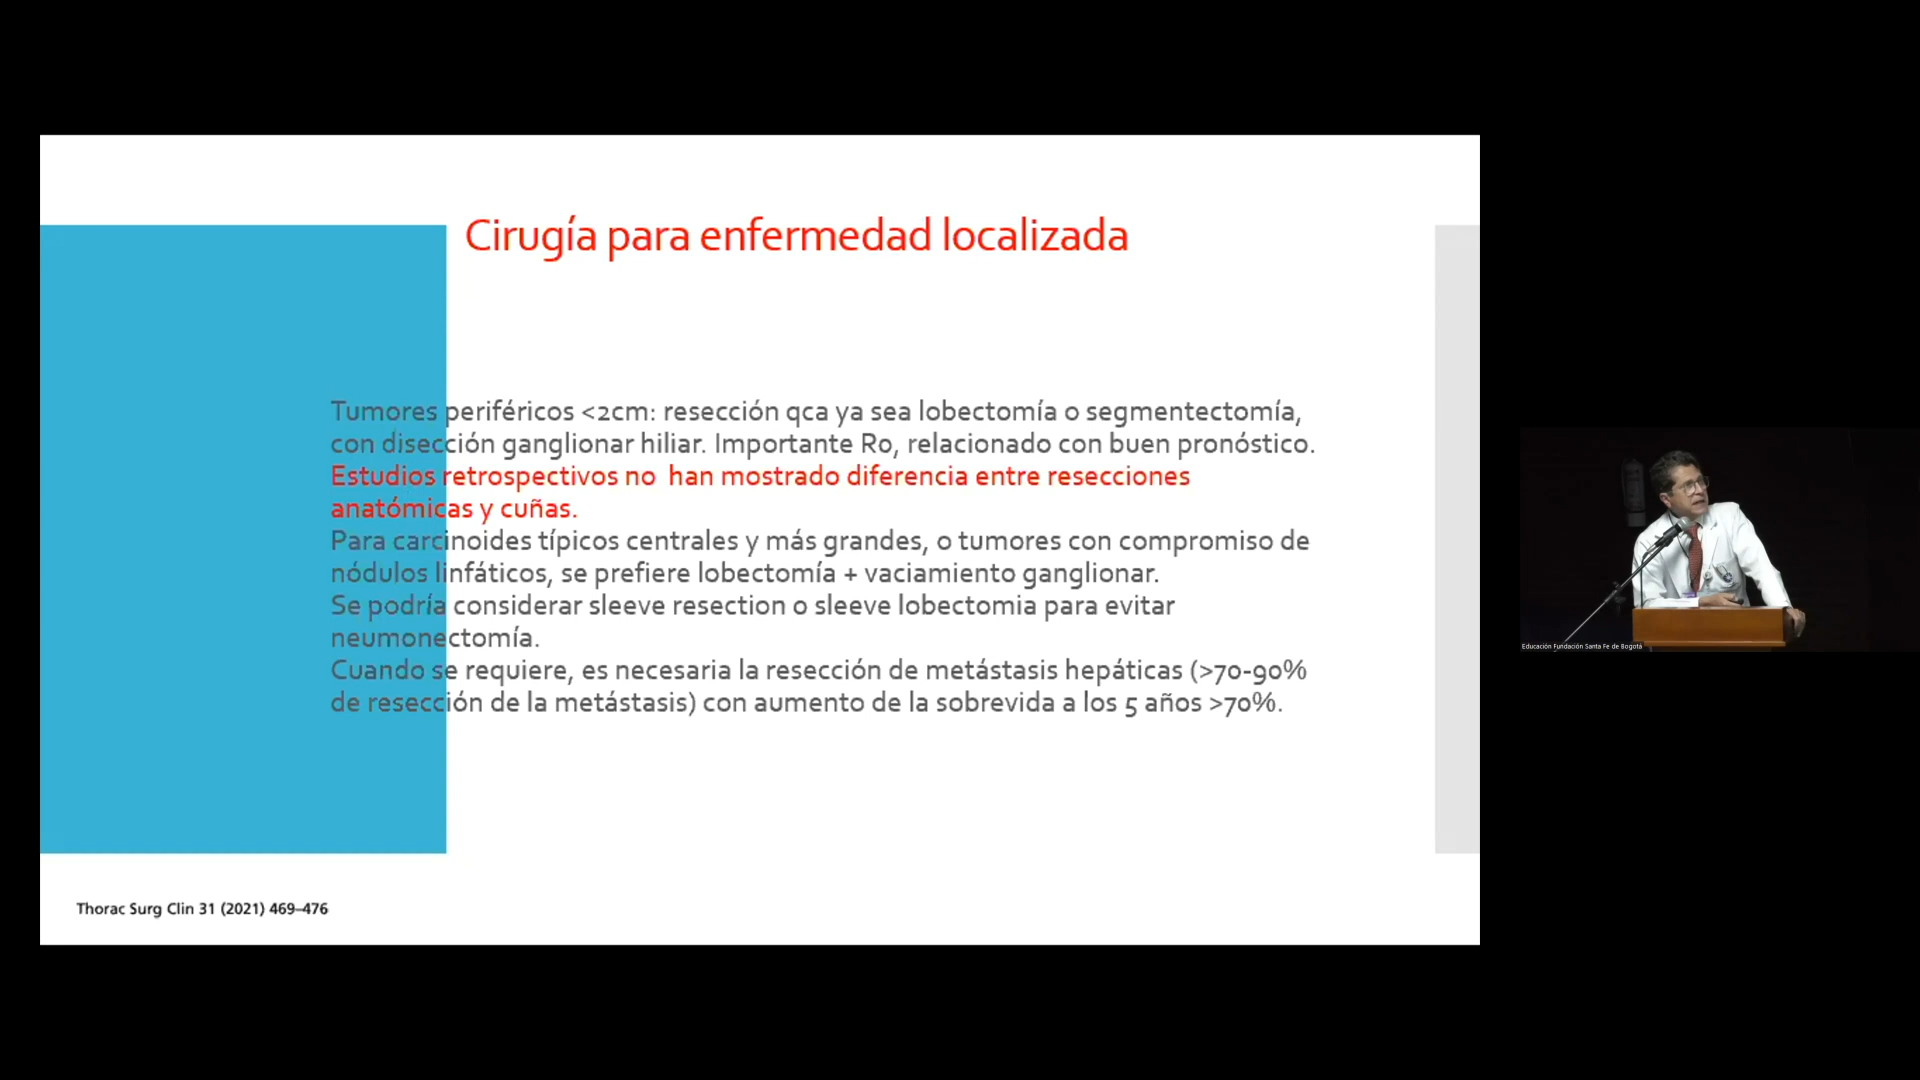 Cirugía para enfermedad localizada
Tumores periféricos <2cm: resección qca ya sea lobectomía o segmentectomía,
con disección ganglionar hiliar. Importante R0, relacionado con buen pronóstico.
Estudios retrospectivos no  han mostrado diferencia entre resecciones
anatómicas y cuñas.
Para carcinoides típicos centrales y más grandes, o tumores con compromiso de
nódulos linfáticos, se prefiere lobectomía + vaciamiento ganglionar.
Se podría considerar sleeve resection o sleeve lobectomia para evitar
neumonectomía.
Cuando se requiere, es necesaria la resección de metástasis hepáticas (>70-90%
de resección de la metástasis) con aumento de la sobrevida a los 5 años >70%.
Thorac Surg Clin 31 (2021) 469–476
Educación Fundación Santa Fe de Bogotá